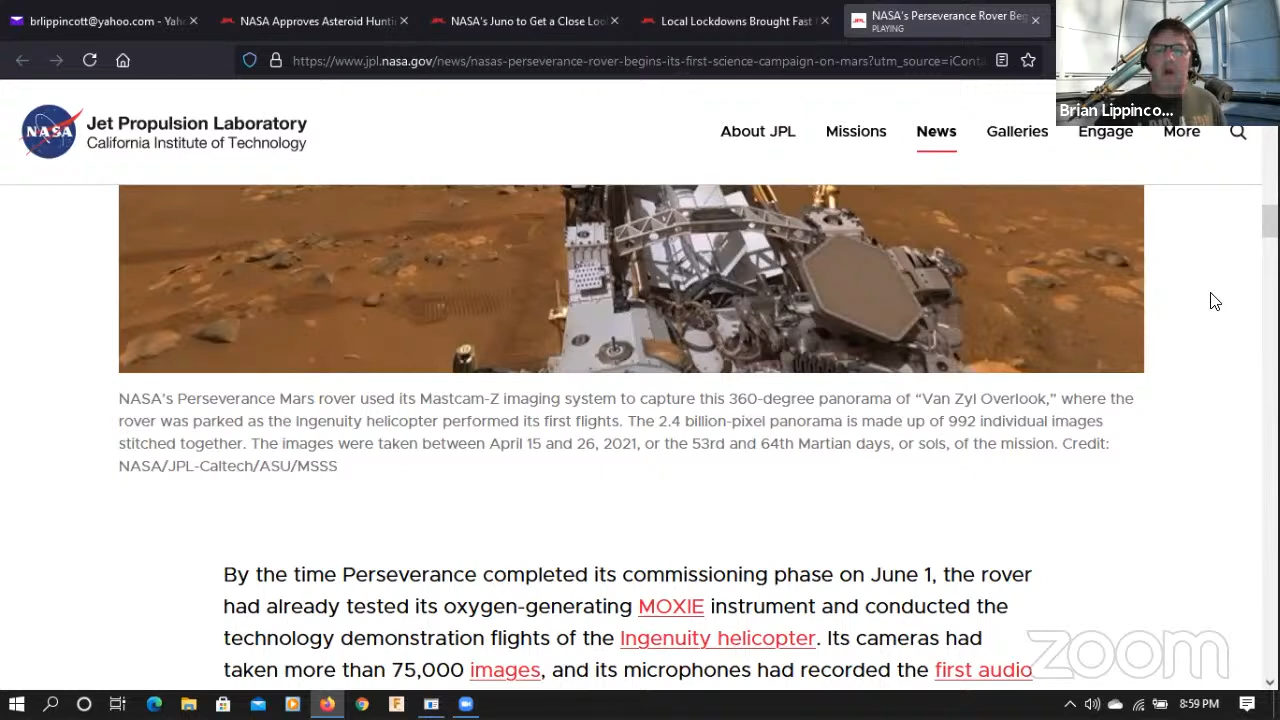 brlippincott@yahoo.com - Yaho
NASA Approves Asteroid Hunti
NASA's Juno to Get a Close Loo
Local Lockdowns Brought Fast
NASA's Perseverance Rover Beg
PLAYING
https://www.jpl.nasa.gov/news/nasas-perseverance-rover-begins-its-first-science-campaign-on-mars?utm_source=iConta
Brian Lippinco...
NASA
Jet Propulsion Laboratory
California Institute of Technology
About JPL
Missions
News
Galleries
Engage
More
NASA's Perseverance Mars rover used its Mastcam-Z imaging system to capture this 360-degree panorama of “Van Zyl Overlook,” where the
rover was parked as the Ingenuity helicopter performed its first flights. The 2.4 billion-pixel panorama is made up of 992 individual images
stitched together. The images were taken between April 15 and 26, 2021, or the 53rd and 64th Martian days, or sols, of the mission. Credit:
NASA/JPL-Caltech/ASU/MSSS
By the time Perseverance completed its commissioning phase on June 1, the rover
had already tested its oxygen-generating MOXIE instrument and conducted the
technology demonstration flights of the Ingenuity helicopter. Its cameras had
taken more than 75,000 images, and its microphones had recorded the first audio
zoom
8:59 PM